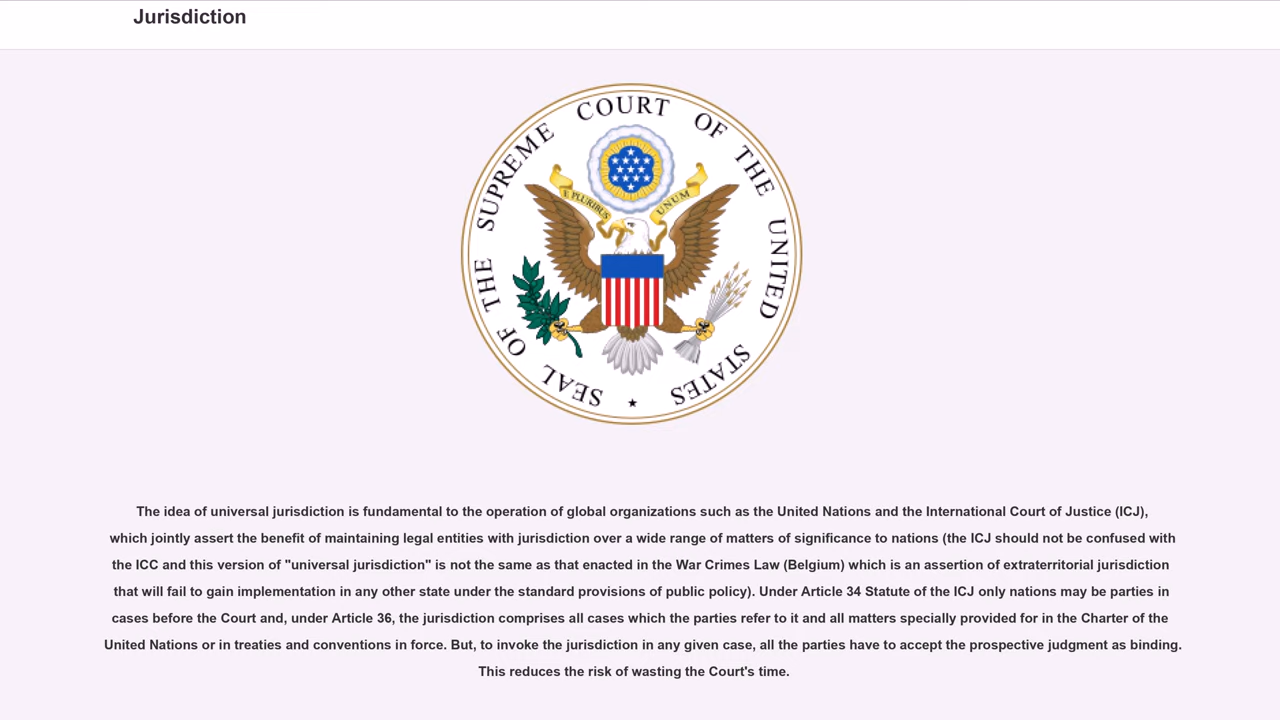 Jurisdiction
SEAL OF THE SUPREME COURT OF THE UNITED STATES
E PLURIBUS UNUM
The idea of universal jurisdiction is fundamental to the operation of global organizations such as the United Nations and the International Court of Justice (ICJ),
which jointly assert the benefit of maintaining legal entities with jurisdiction over a wide range of matters of significance to nations (the ICJ should not be confused with
the ICC and this version of "universal jurisdiction" is not the same as that enacted in the War Crimes Law (Belgium) which is an assertion of extraterritorial jurisdiction
that will fail to gain implementation in any other state under the standard provisions of public policy). Under Article 34 Statute of the ICJ only nations may be parties in
cases before the Court and, under Article 36, the jurisdiction comprises all cases which the parties refer to it and all matters specially provided for in the Charter of the
United Nations or in treaties and conventions in force. But, to invoke the jurisdiction in any given case, all the parties have to accept the prospective judgment as binding.
This reduces the risk of wasting the Court's time.